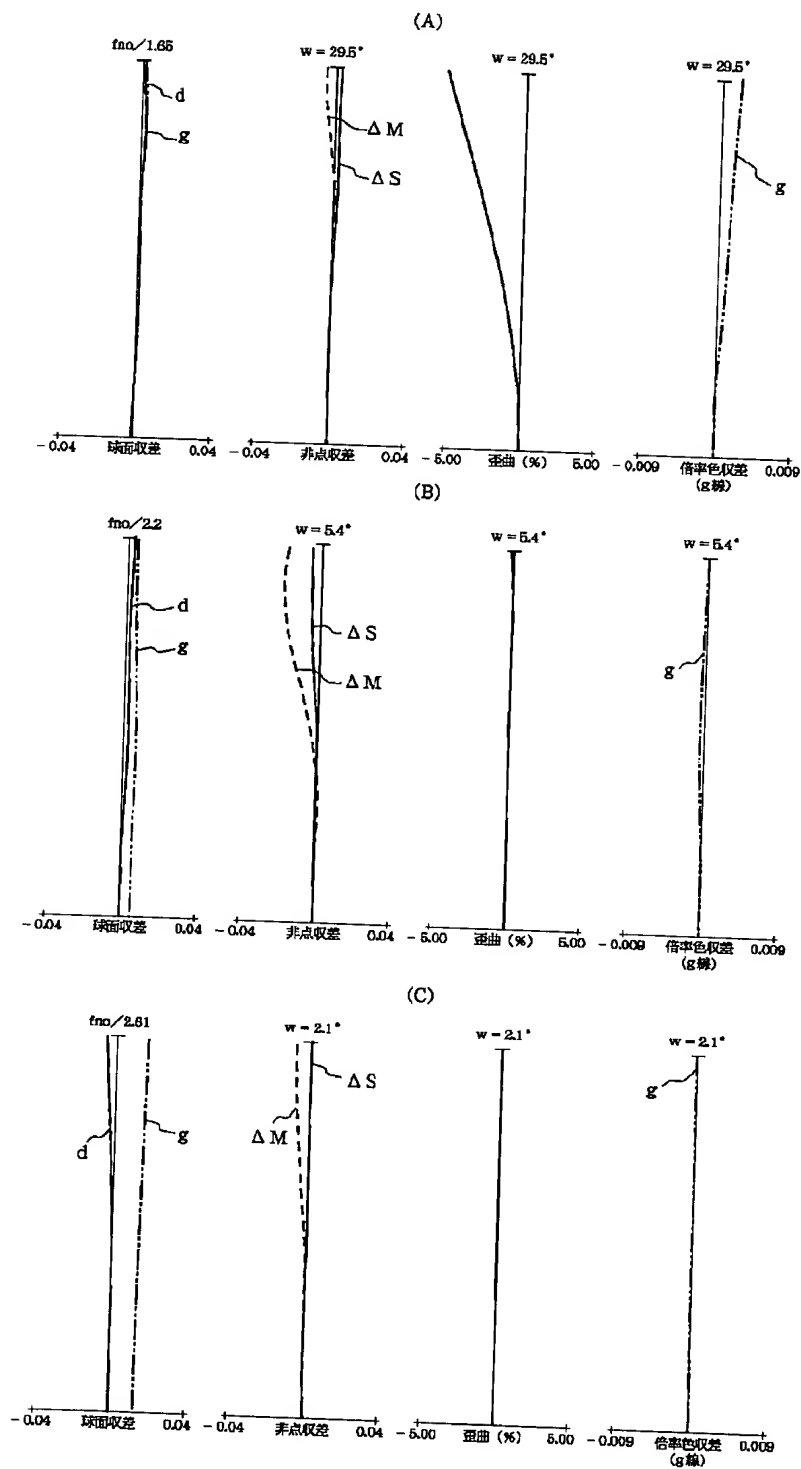 (A)
fno/1.65
w = 29.5°
w = 29.5°
w = 29.5°
d
g
ΔM
ΔS
g
-0.04 球面収差 0.04
-0.04 非点収差 0.04
-5.00 歪曲 (%) 5.00
-0.009 倍率色収差 0.009
(g線)
(B)
fno/2.2
w = 5.4°
w = 5.4°
w = 5.4°
d
g
ΔS
ΔM
g
-0.04 球面収差 0.04
-0.04 非点収差 0.04
-5.00 歪曲 (%) 5.00
-0.009 倍率色収差 0.009
(g線)
(C)
fno/2.61
w = 2.1°
w = 2.1°
w = 2.1°
d
g
ΔS
ΔM
g
-0.04 球面収差 0.04
-0.04 非点収差 0.04
-5.00 歪曲 (%) 5.00
-0.009 倍率色収差 0.009
(g線)